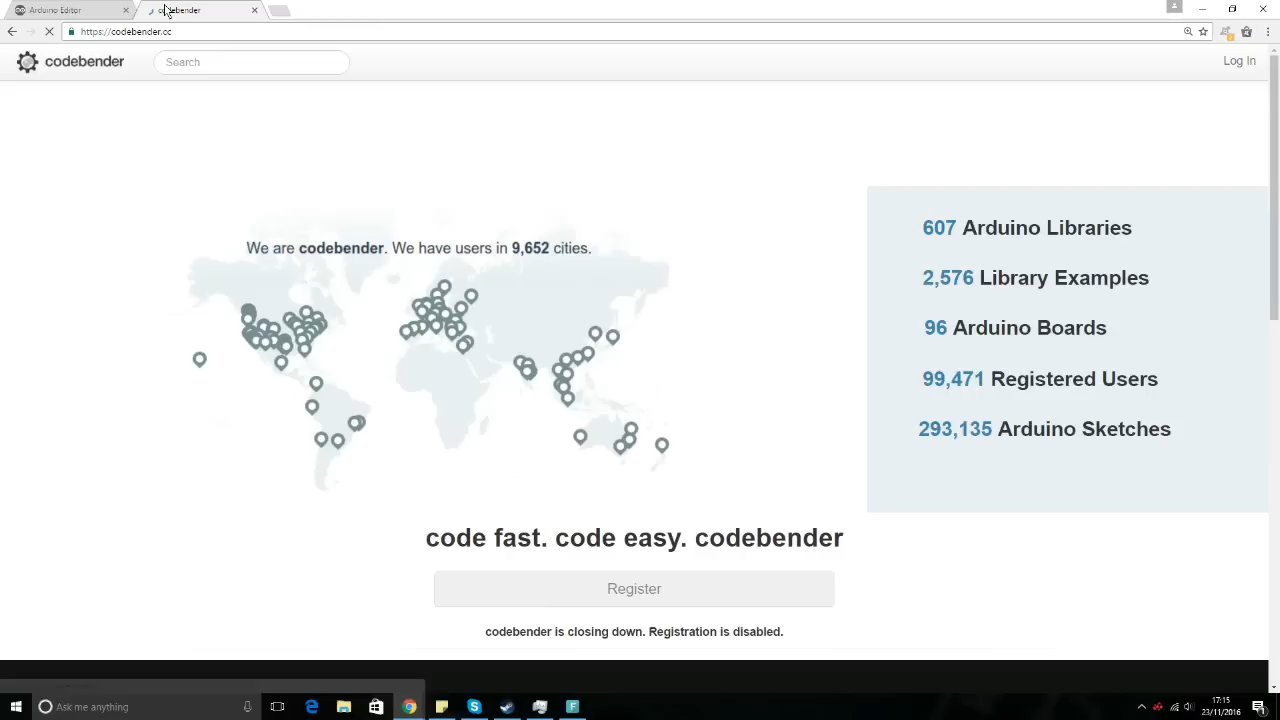 Arduino Editor
codebender
https://codebender.cc
codebender
Search
Log In
We are codebender. We have users in 9,652 cities.
607 Arduino Libraries
2,576 Library Examples
96 Arduino Boards
99,471 Registered Users
293,135 Arduino Sketches
code fast. code easy. codebender
Register
codebender is closing down. Registration is disabled.
Ask me anything
17:15
23/11/2016